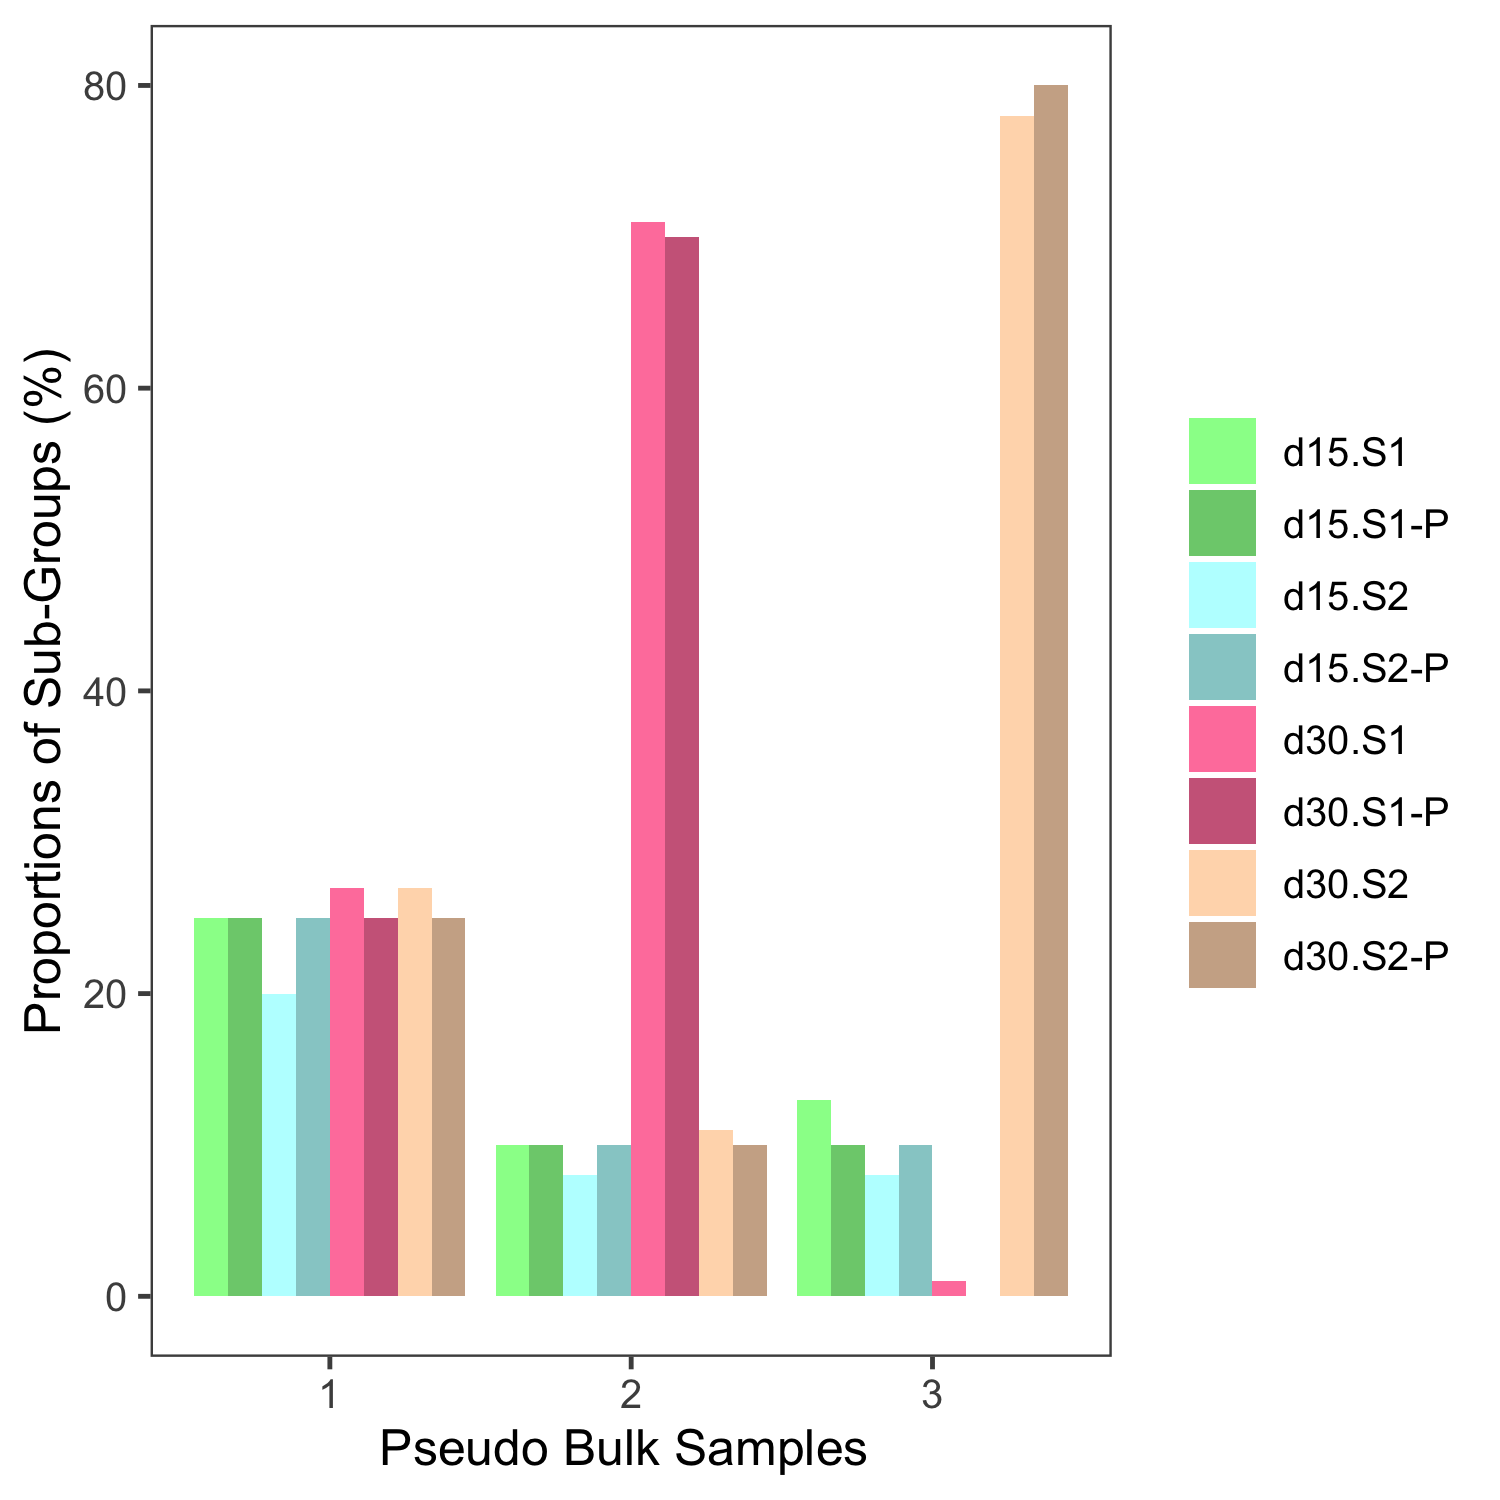 Proportions of Sub-Groups (%)
80
60
40
20
0
1 2 3
Pseudo Bulk Samples
d15.S1
d15.S1-P
d15.S2
d15.S2-P
d30.S1
d30.S1-P
d30.S2
d30.S2-P